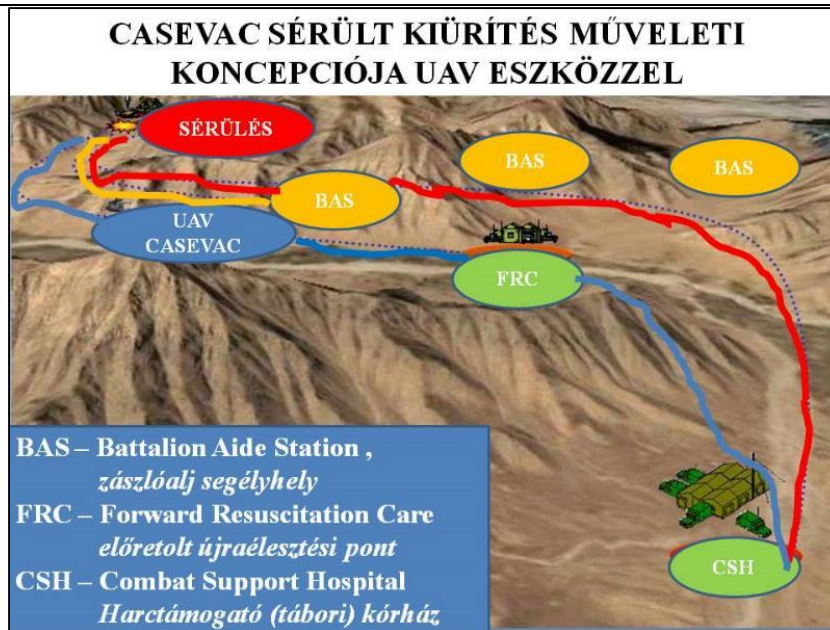 CASEVAC SÉRÜLT KIÜRÍTÉS MŰVELETI
KONCEPCIÓJA UAV ESZKÖZZEL
SÉRÜLÉS
BAS
BAS
BAS
UAV
CASEVAC
FRC
CSH
BAS – Battalion Aide Station ,
zászlóalj segélyhely
FRC – Forward Resuscitation Care
előretolt újraélesztési pont
CSH – Combat Support Hospital
Harctámogató (tábori) kórház